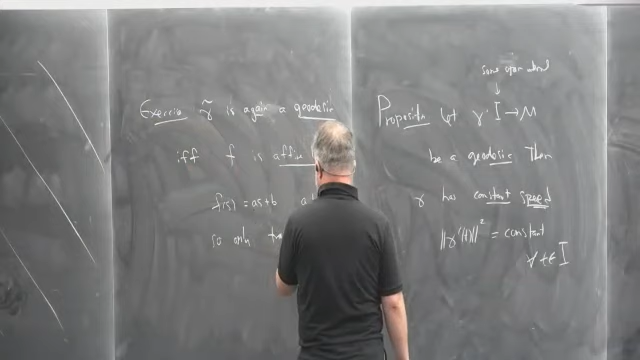 Exercise γ̃ is again a geodesic
iff f is affine
f(s) = as+b a
so only
some open interval
↓
Proposition Let γ: I → M
be a geodesic Then
γ has constant speed
||γ'(t)||² = constant
∀ t ∈ I